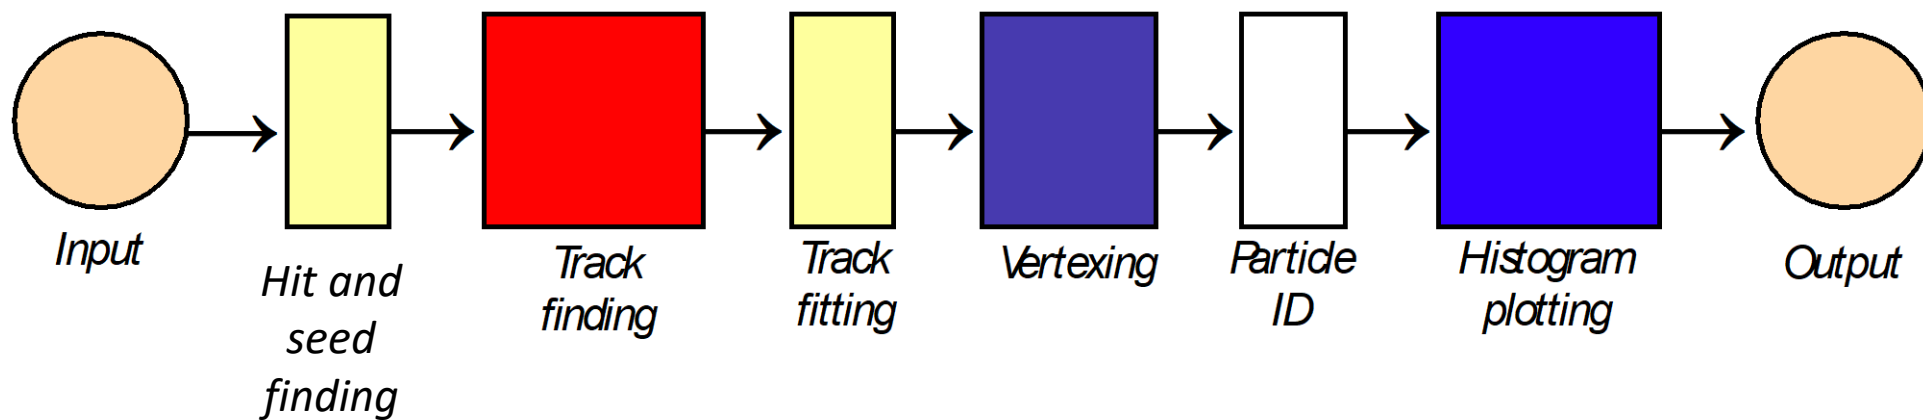 Input
Hit and
seed
finding
Track
finding
Track
fitting
Vertexing
Particle
ID
Histogram
plotting
Output